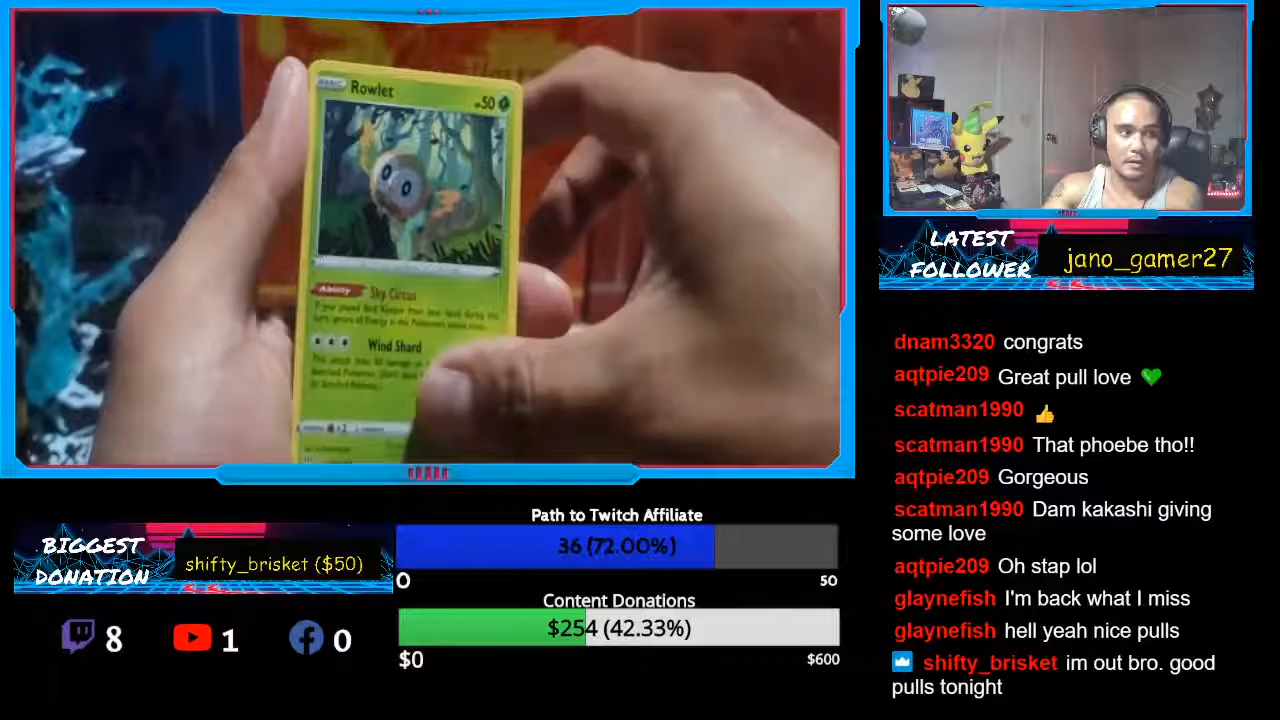 BASIC Rowlet
50
Ability Sky Circus
Wind Shard
LATEST
FOLLOWER
jano_gamer27
dnam3320 congrats
aqtpie209 Great pull love 💚
scatman1990 👍
scatman1990 That phoebe tho!!
aqtpie209 Gorgeous
scatman1990 Dam kakashi giving
some love
aqtpie209 Oh stap lol
glaynefish I'm back what I miss
glaynefish hell yeah nice pulls
shifty_brisket im out bro. good
pulls tonight
BIGGEST
DONATION
shifty_brisket ($50)
Path to Twitch Affiliate
36 (72.00%)
0
50
Content Donations
$254 (42.33%)
$0
$600
8
1
0